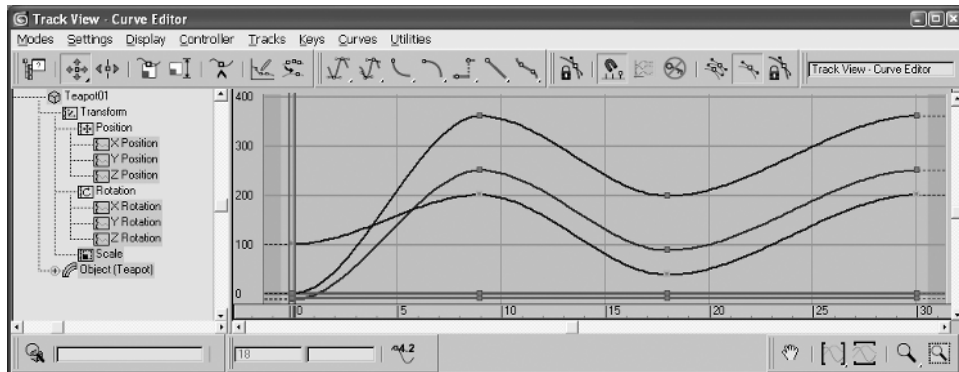 Track View - Curve Editor
Modes Settings Display Controller Tracks Keys Curves Utilities
Track View - Curve Editor
Teapot01
Transform
Position
X Position
Y Position
Z Position
Rotation
X Rotation
Y Rotation
Z Rotation
Scale
Object (Teapot)
400
300
200
100
0
0 5 10 15 20 25 30
18
4.2